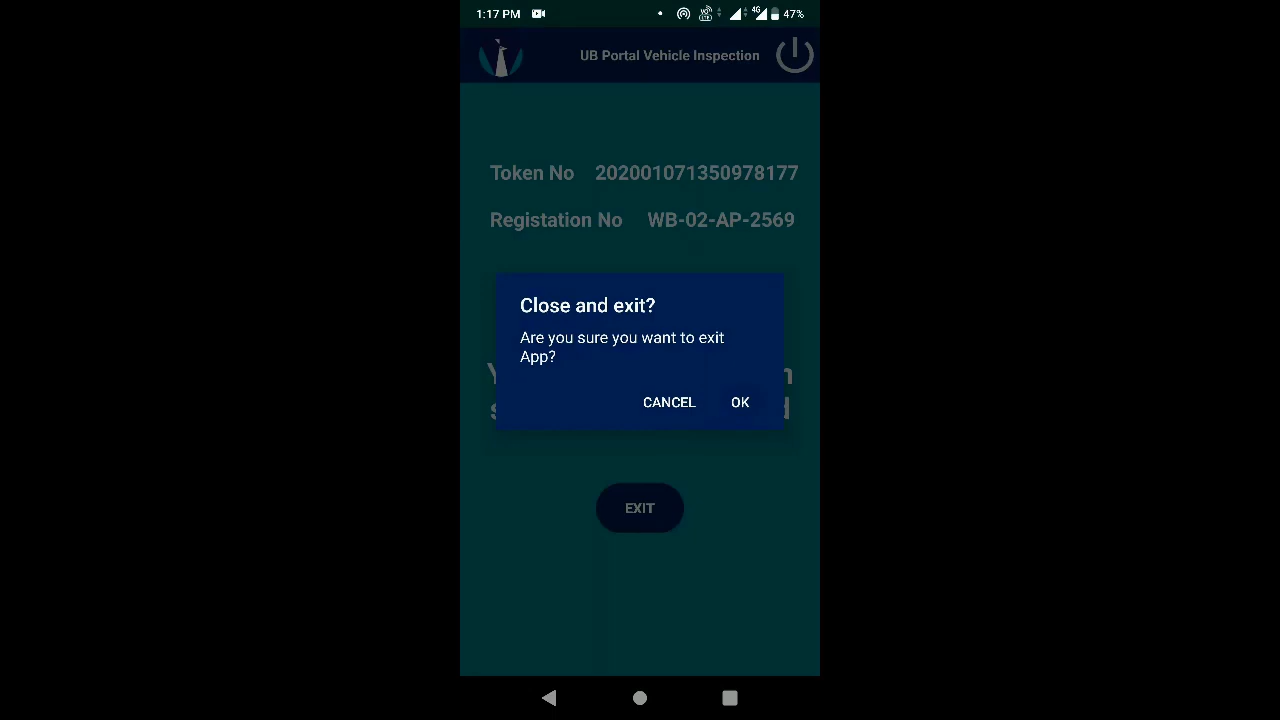 1:17 PM 4G 47%
UB Portal Vehicle Inspection
Token No 202001071350978177
Registation No WB-02-AP-2569
Close and exit?
Are you sure you want to exit
App?
CANCEL OK
EXIT